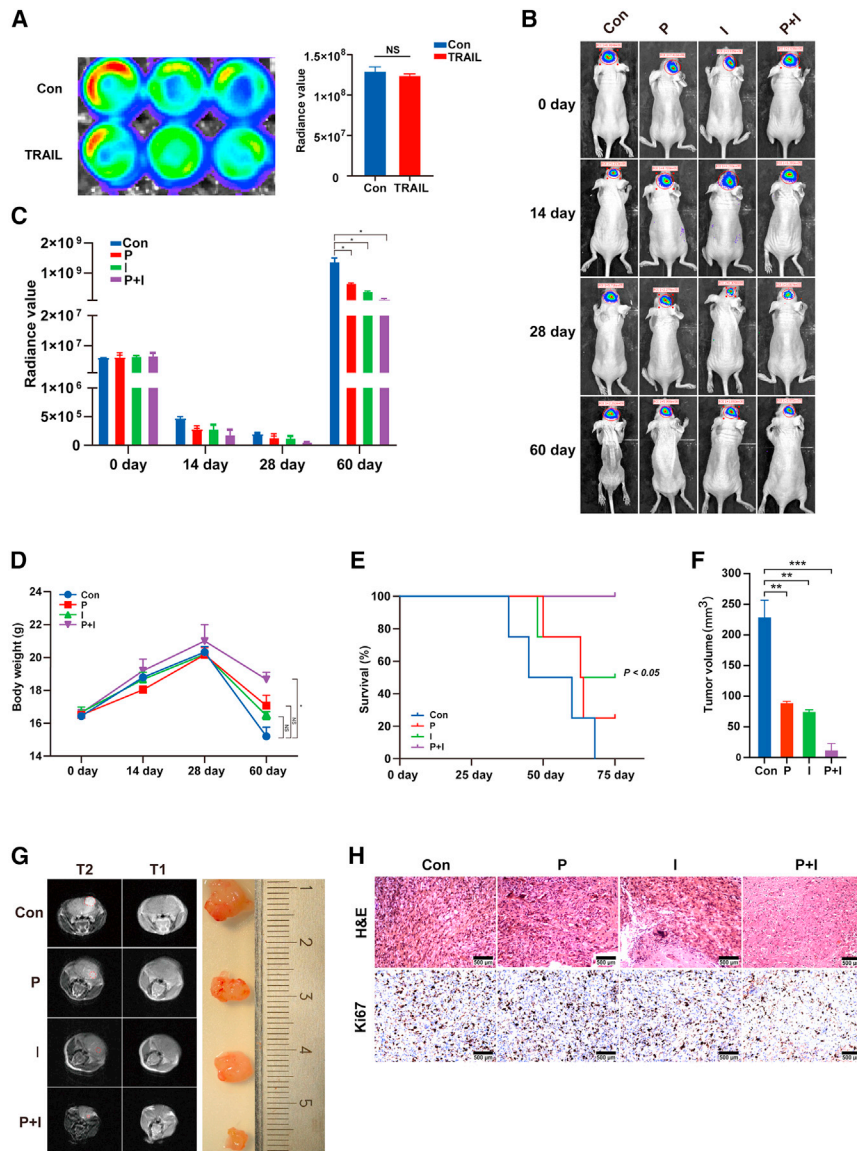 A
Con
TRAIL
1.5×10⁸
1×10⁸
5×10⁷
0
Radiance value
NS
Con
TRAIL
Con TRAIL
B
Con P I P+I
0 day
14 day
28 day
60 day
C
Con
P
I
P+I
Radiance value
2×10⁹
1×10⁹
2×10⁷
1×10⁷
1×10⁶
5×10⁵
0
* * *
0 day 14 day 28 day 60 day
D
Con
P
I
P+I
Body weight (g)
24
22
20
18
16
14
NS
NS
*
0 day 14 day 28 day 60 day
E
Survival (%)
100
80
60
40
20
0
Con
P
I
P+I
P < 0.05
0 day 25 day 50 day 75 day
F
Tumor volume(mm³)
300
250
200
150
100
50
0
***
**
**
Con P I P+I
G
T2 T1
Con
P
I
P+I
1
2
3
4
5
H
Con P I P+I
H&E
500 µm 500 µm 500 µm 500 µm
Ki67
500 µm 500 µm 500 µm 500 µm